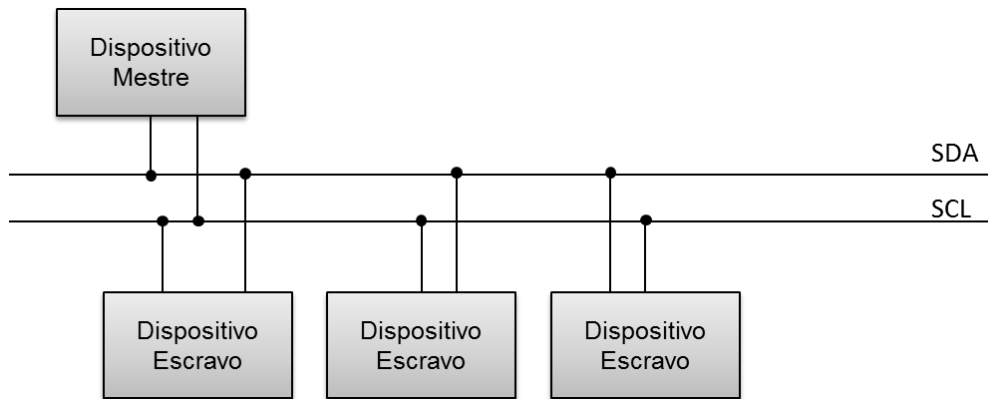 Dispositivo
Mestre
SDA
SCL
Dispositivo
Escravo
Dispositivo
Escravo
Dispositivo
Escravo